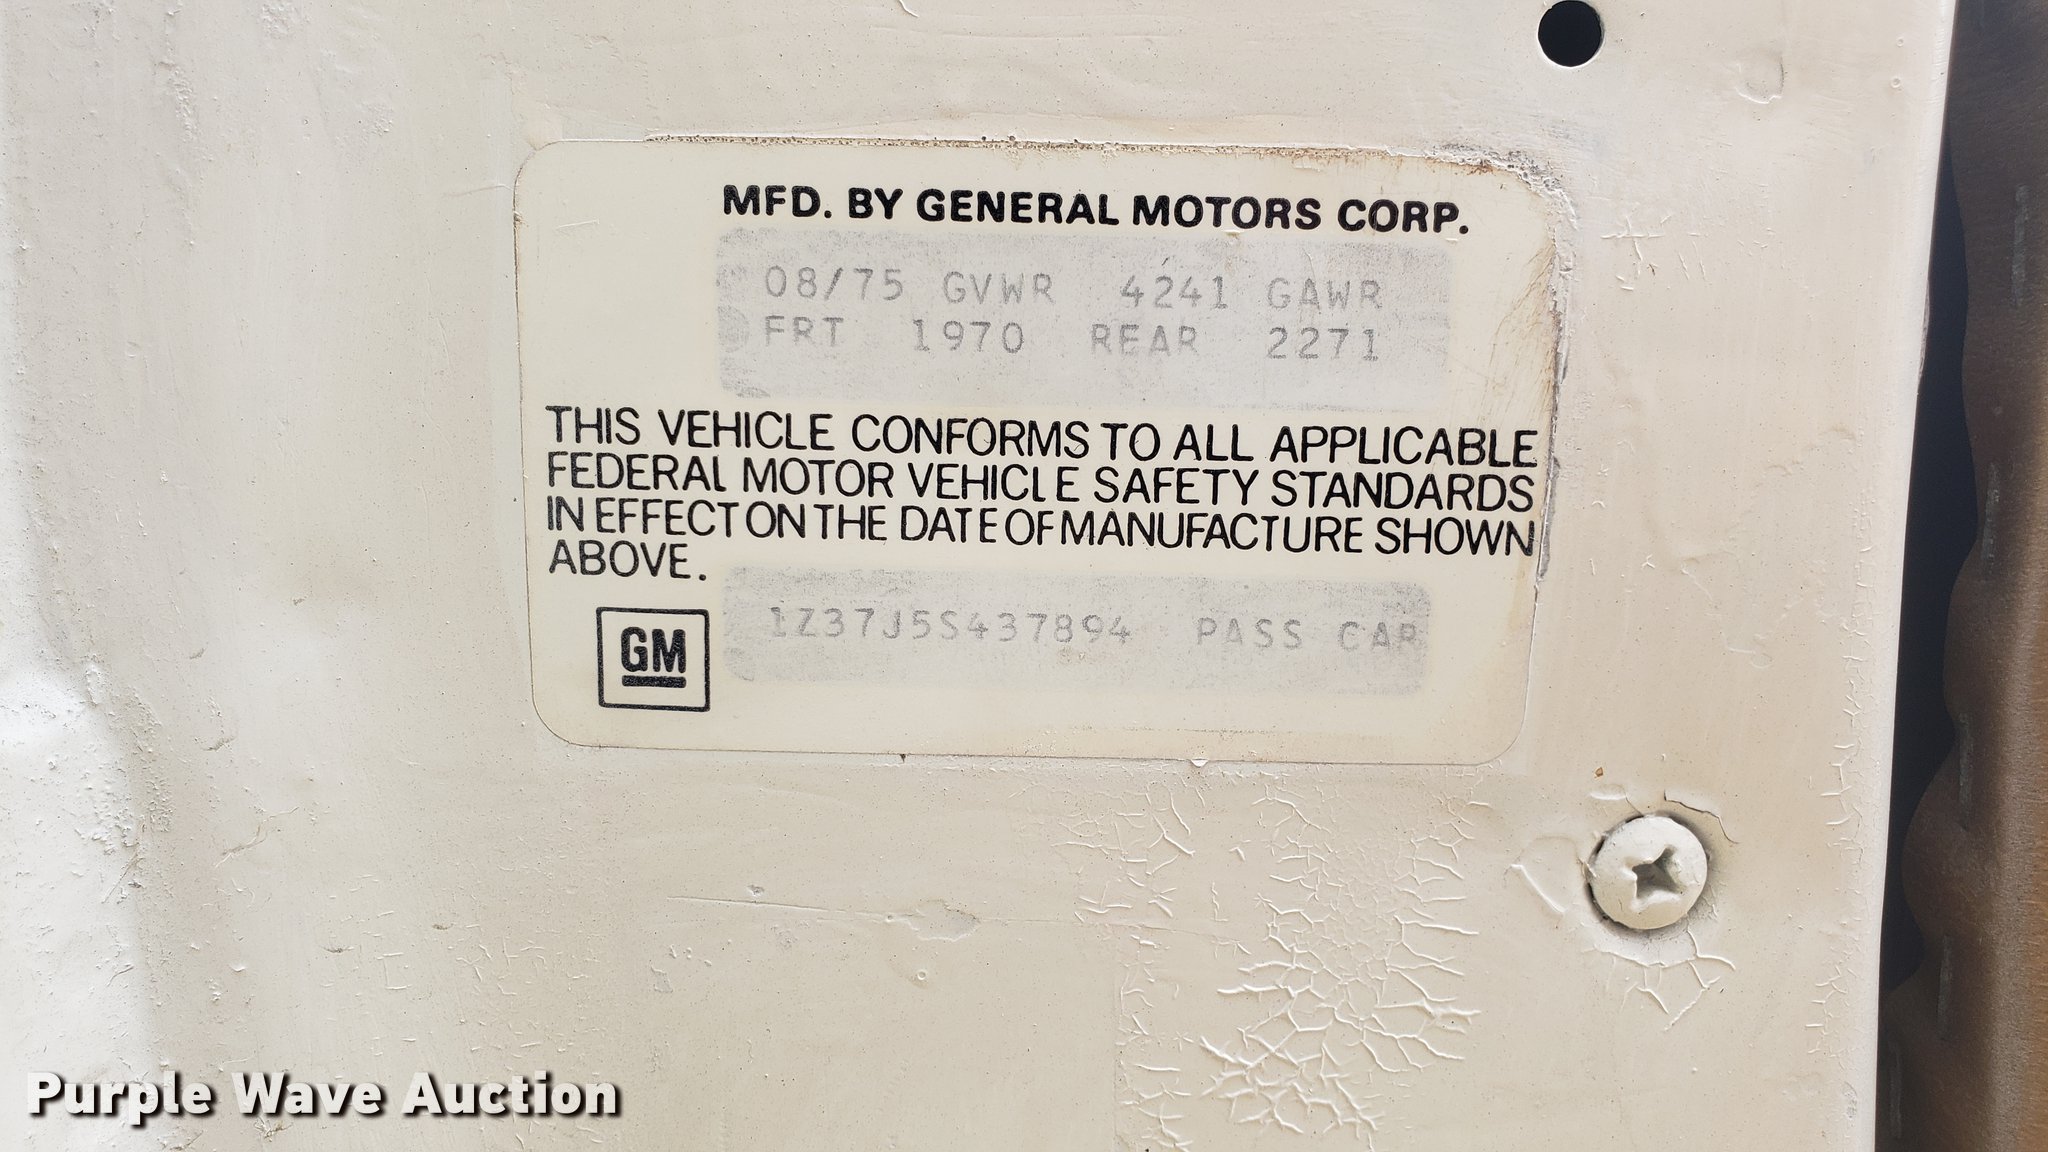 MFD. BY GENERAL MOTORS CORP.
08/75 GVWR 4241 GAWR
FRT 1970 REAR 2271
THIS VEHICLE CONFORMS TO ALL APPLICABLE
FEDERAL MOTOR VEHICLE SAFETY STANDARDS
IN EFFECT ON THE DATE OF MANUFACTURE SHOWN
ABOVE.
GM
1Z37J5S437894 PASS CAR
Purple Wave Auction